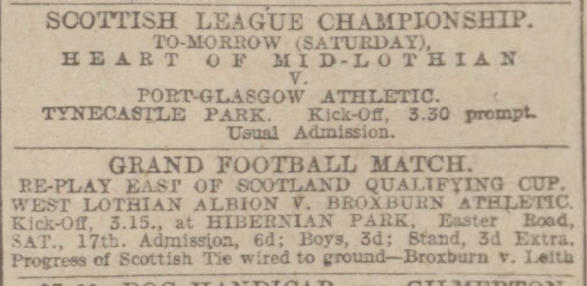 SCOTTISH LEAGUE CHAMPIONSHIP.
TO-MORROW (SATURDAY),
HEART OF MID-LOTHIAN
V.
PORT-GLASGOW ATHLETIC.
TYNECASTLE PARK. Kick-Off, 3.30 prompt.
Usual Admission.
GRAND FOOTBALL MATCH.
RE-PLAY EAST OF SCOTLAND QUALIFYING CUP.
WEST LOTHIAN ALBION V. BROXBURN ATHLETIC.
Kick-Off, 3.15., at HIBERNIAN PARK, Easter Road,
SAT., 17th. Admission, 6d; Boys, 3d; Stand, 3d Extra.
Progress of Scottish Tie wired to ground—Broxburn v. Leith
DOG HANDICAP GILMERTON